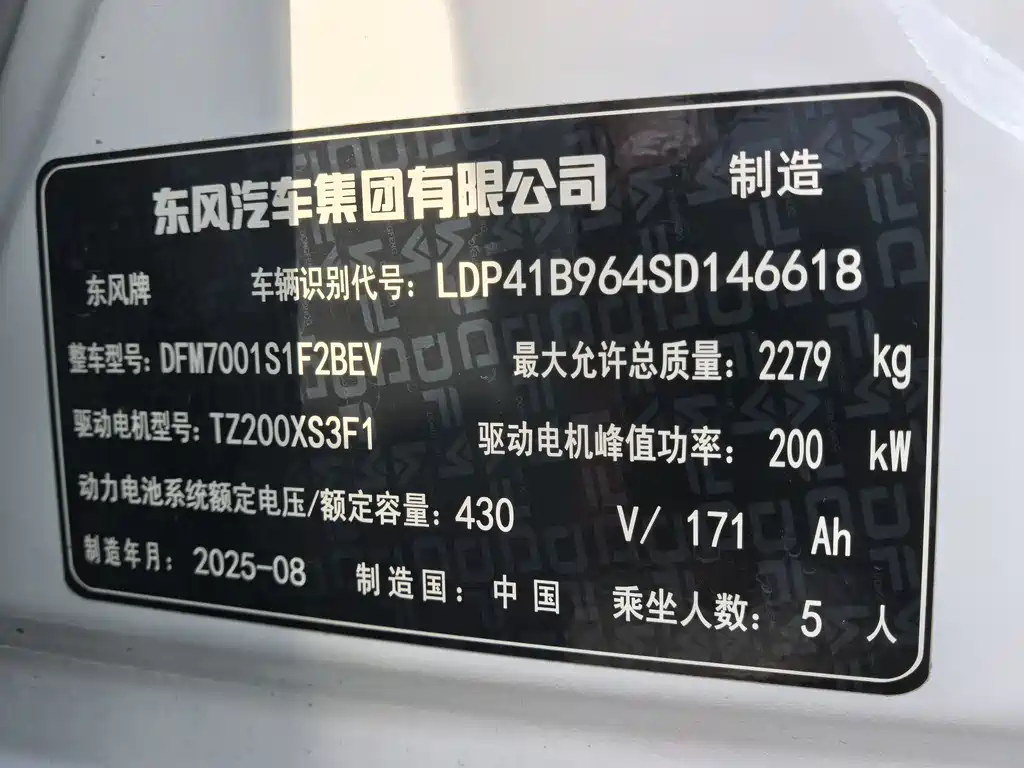 东风汽车集团有限公司 制造
东风牌 车辆识别代号: LDP41B964SD146618
整车型号: DFM7001S1F2BEV 最大允许总质量: 2279 kg
驱动电机型号: TZ200XS3F1 驱动电机峰值功率: 200 kW
动力电池系统额定电压/额定容量: 430 V/ 171 Ah
制造年月: 2025-08 制造国: 中国 乘坐人数: 5 人